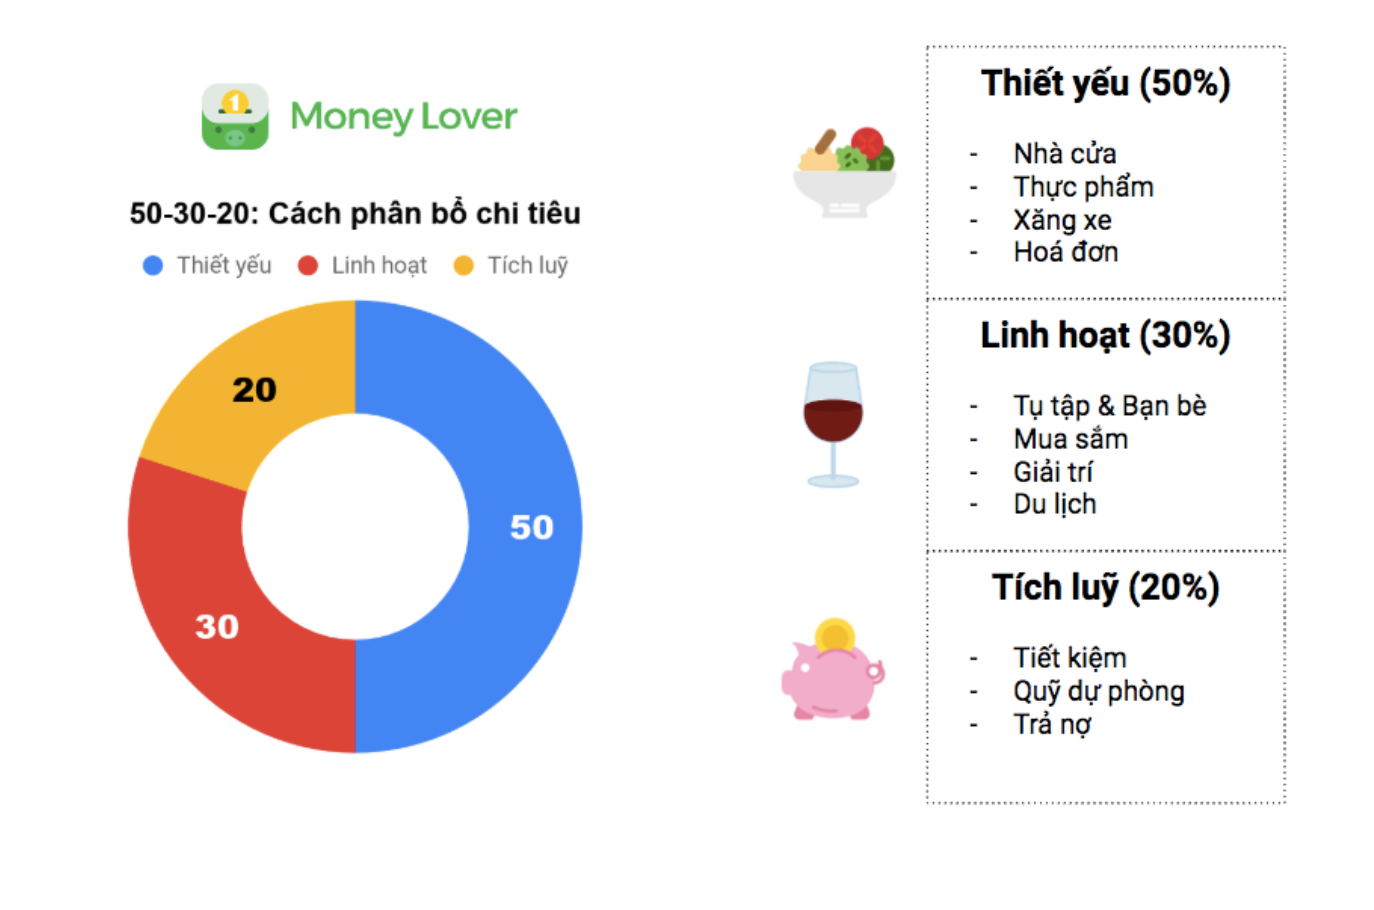 1
Money Lover
50-30-20: Cách phân bổ chi tiêu
Thiết yếu
Linh hoạt
Tích luỹ
20
50
30
Thiết yếu (50%)
- Nhà cửa
- Thực phẩm
- Xăng xe
- Hoá đơn
Linh hoạt (30%)
- Tụ tập & Bạn bè
- Mua sắm
- Giải trí
- Du lịch
Tích luỹ (20%)
- Tiết kiệm
- Quỹ dự phòng
- Trả nợ